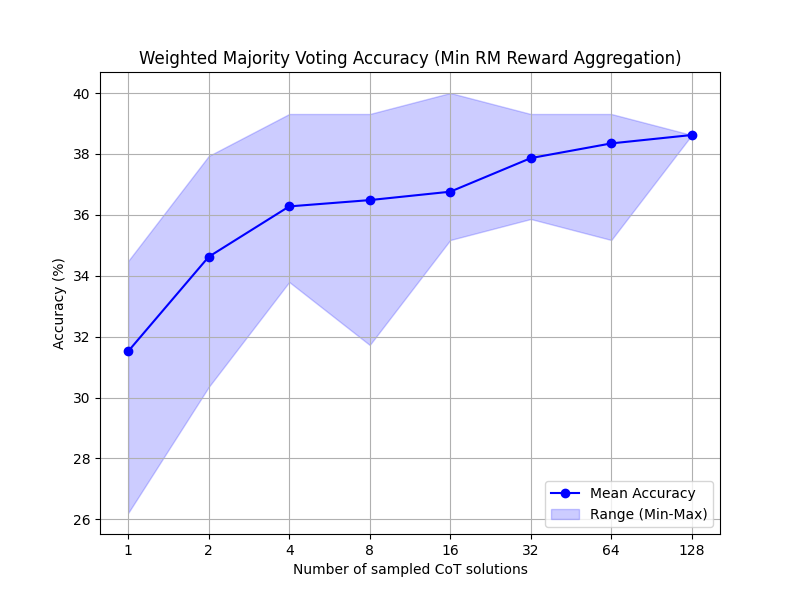 Weighted Majority Voting Accuracy (Min RM Reward Aggregation)
Accuracy (%)
40
38
36
34
32
30
28
26
Mean Accuracy
Range (Min-Max)
1 2 4 8 16 32 64 128
Number of sampled CoT solutions